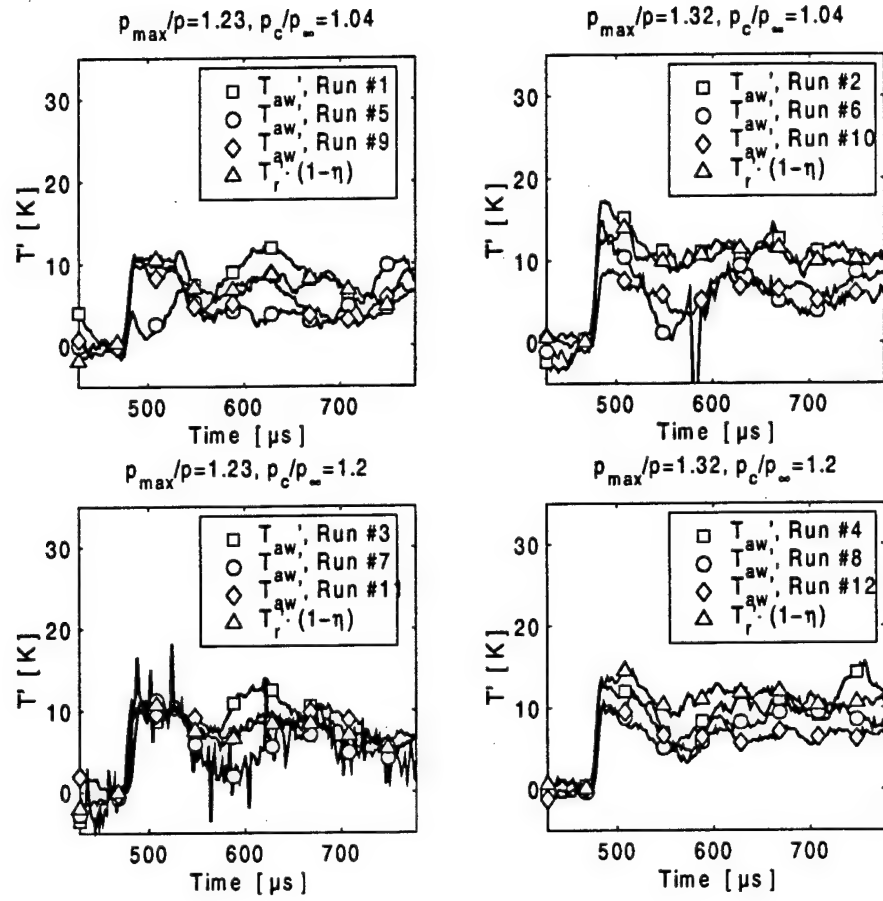 p_max/p=1.23, p_c/p_∞=1.04
T' [ K]
30
20
10
0
T_aw,', Run #1
T_aw,', Run #5
T_aw,', Run #9
T_r'· (1-η)
500
600
700
Time [ µs]
p_max/p=1.32, p_c/p_∞=1.04
T' [ K]
30
20
10
0
T_aw,', Run #2
T_aw,', Run #6
T_aw,', Run #10
T_r'· (1-η)
500
600
700
Time [ µs]
p_max/p=1.23, p_c/p_∞=1.2
T' [ K]
30
20
10
0
T_aw,', Run #3
T_aw,', Run #7
T_aw,', Run #11
T_r'· (1-η)
500
600
700
Time [ µs]
p_max/p=1.32, p_c/p_∞=1.2
T' [ K]
30
20
10
0
T_aw,', Run #4
T_aw,', Run #8
T_aw,', Run #12
T_r'· (1-η)
500
600
700
Time [ µs]